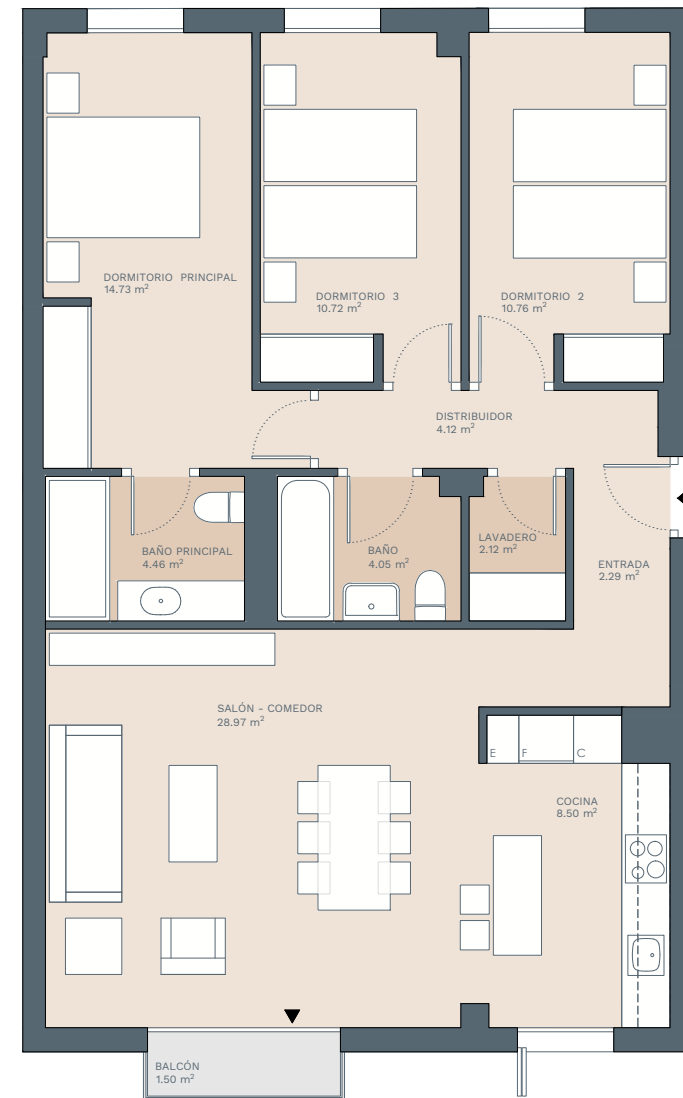 DORMITORIO PRINCIPAL
14.73 m²
DORMITORIO 3
10.72 m²
DORMITORIO 2
10.76 m²
DISTRIBUIDOR
4.12 m²
BAÑO PRINCIPAL
4.46 m²
BAÑO
4.05 m²
LAVADERO
2.12 m²
ENTRADA
2.29 m²
SALÓN - COMEDOR
28.97 m²
E F C
COCINA
8.50 m²
BALCÓN
1.50 m²